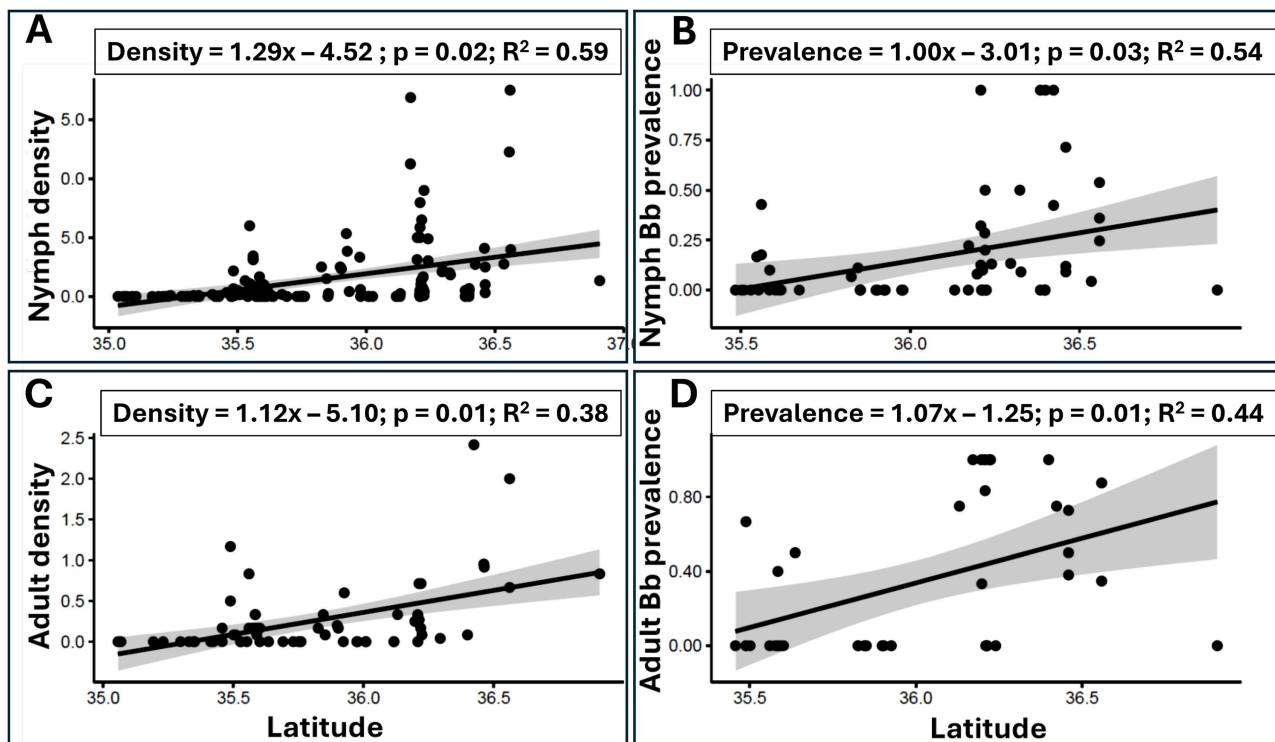 A
Density = 1.29x – 4.52 ; p = 0.02; R² = 0.59
Nymph density
5.0
0.0
5.0
0.0
35.0 35.5 36.0 36.5 37.0
B
Prevalence = 1.00x – 3.01; p = 0.03; R² = 0.54
Nymph Bb prevalence
1.00
0.75
0.50
0.25
0.00
35.5 36.0 36.5
C
Density = 1.12x – 5.10; p = 0.01; R² = 0.38
Adult density
2.5
2.0
1.5
1.0
0.5
0.0
35.0 35.5 36.0 36.5
Latitude
D
Prevalence = 1.07x – 1.25; p = 0.01; R² = 0.44
Adult Bb prevalence
0.80
0.40
0.00
35.5 36.0 36.5
Latitude